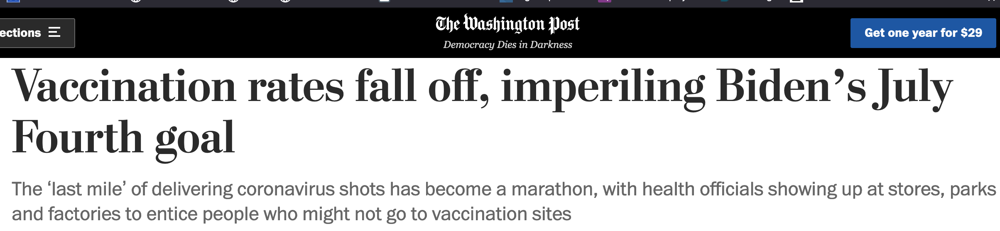 ections
The Washington Post
Democracy Dies in Darkness
Get one year for $29
Vaccination rates fall off, imperiling Biden’s July
Fourth goal
The ‘last mile’ of delivering coronavirus shots has become a marathon, with health officials showing up at stores, parks
and factories to entice people who might not go to vaccination sites